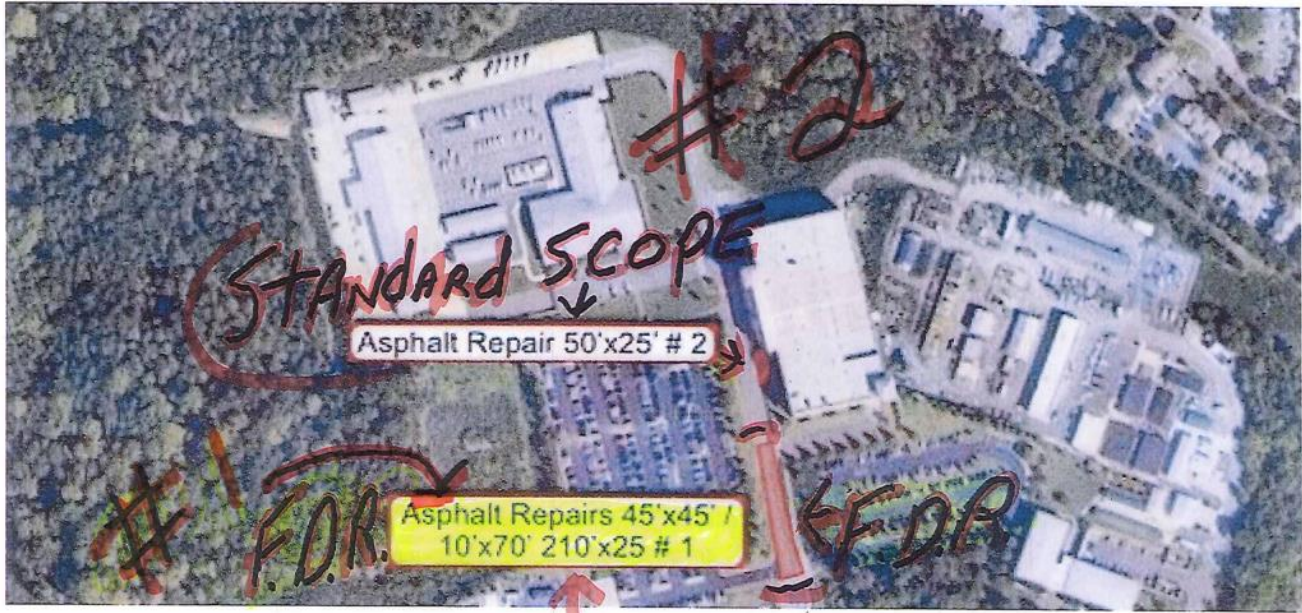 # 2
STANDARD SCOPE
Asphalt Repair 50'x25' # 2
# 1
F.D.R.
Asphalt Repairs 45'x45' /
10'x70' 210'x25 # 1
F.D.R.